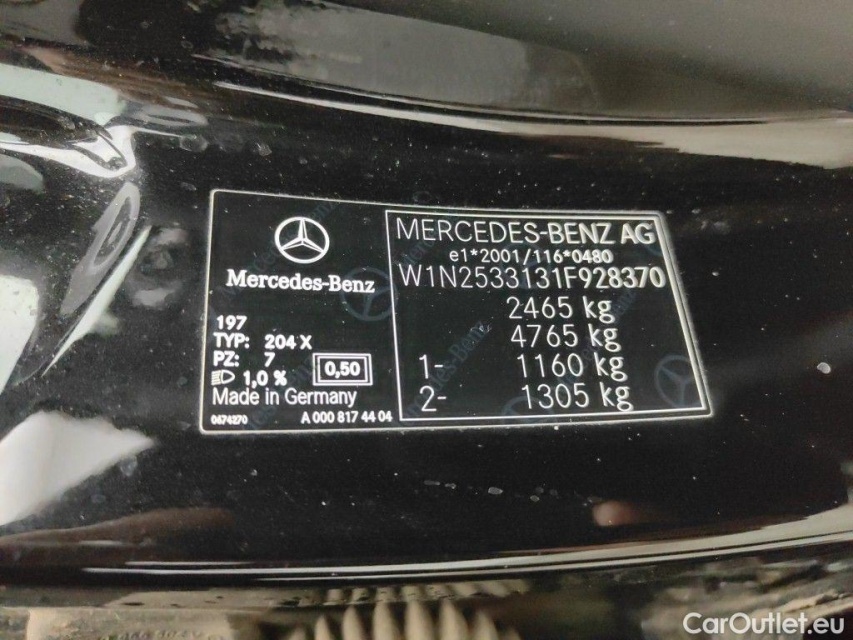 Mercedes-Benz
197
TYP: 204 X
PZ: 7
1,0 %
0,50
Made in Germany
0674270
A 000 817 44 04
MERCEDES-BENZ AG
e1*2001/116*0480
W1N2533131F928370
2465 kg
4765 kg
1- 1160 kg
2- 1305 kg
CarOutlet.eu